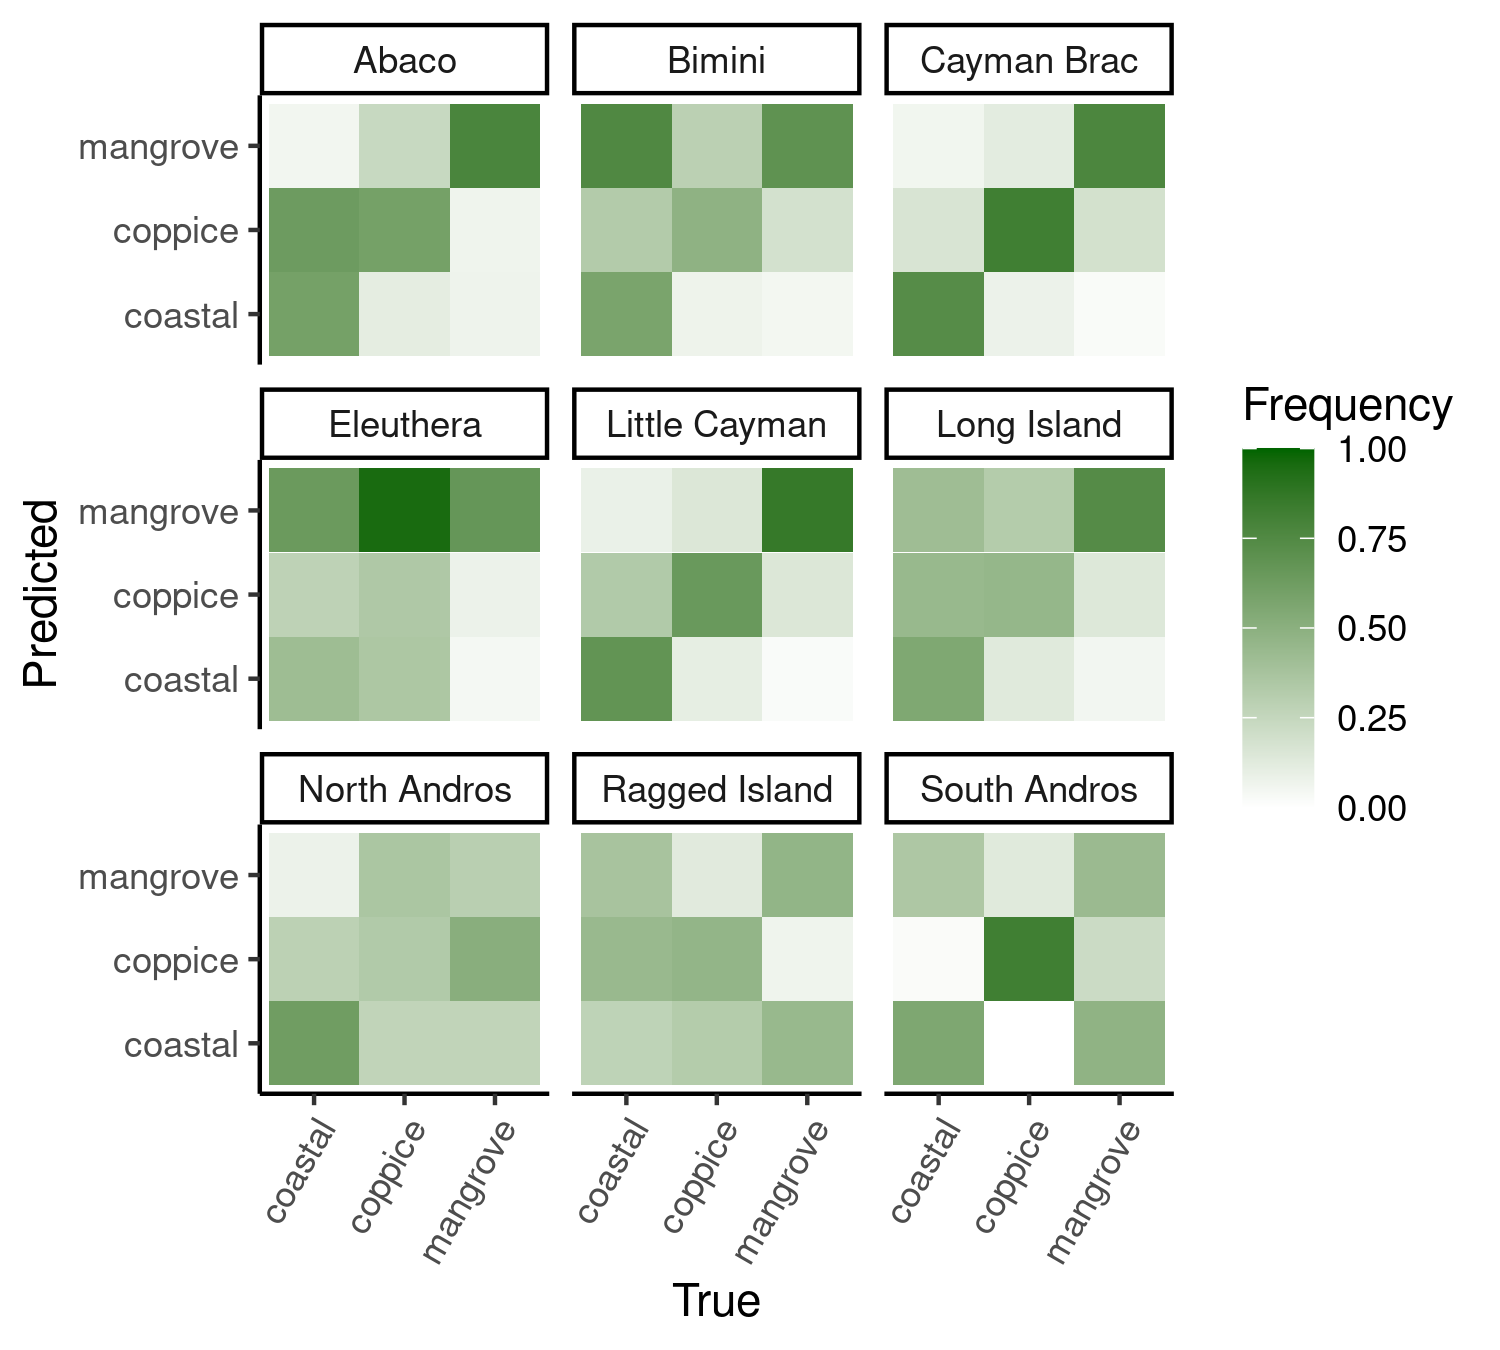 Abaco
Bimini
Cayman Brac
mangrove
coppice
coastal
Eleuthera
Little Cayman
Long Island
mangrove
coppice
coastal
North Andros
Ragged Island
South Andros
mangrove
coppice
coastal
coastal
coppice
mangrove
coastal
coppice
mangrove
coastal
coppice
mangrove
True
Predicted
Frequency
1.00
0.75
0.50
0.25
0.00